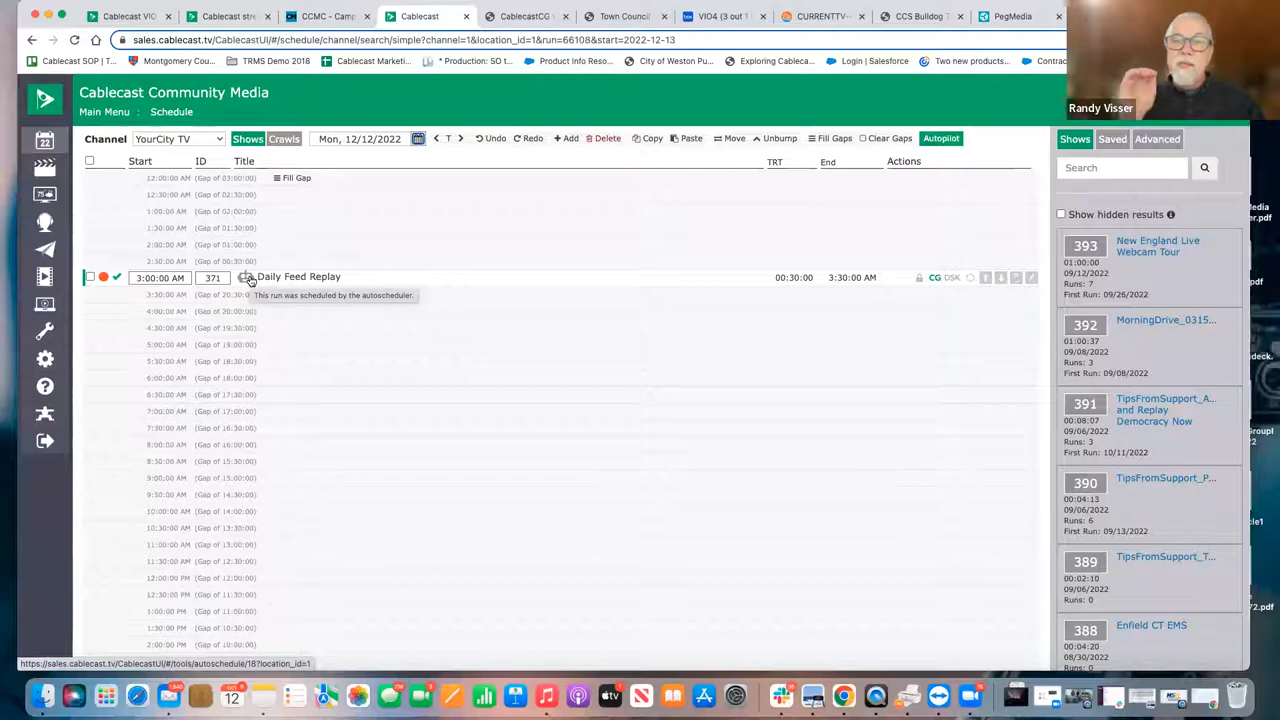 Cablecast VIO
Cablecast stre
CCMC - Camp
Cablecast
CablecastCG
Town Council
VIO4 (3 out 1
CURRENTTV-
CCS Bulldog T
PegMedia
sales.cablecast.tv/CablecastUI/#/schedule/channel/search/simple?channel=1&location_id=1&run=66108&start=2022-12-13
Cablecast SOP | T...
Montgomery Cou...
TRMS Demo 2018
Cablecast Marketi...
* Production: SO t...
Product Info Reso...
City of Weston Pu...
Exploring Cableca...
Login | Salesforce
Two new products...
Contrac
Randy Visser
Cablecast Community Media
Main Menu : Schedule
Channel YourCity TV Shows Crawls Mon, 12/12/2022 < T > Undo Redo + Add Delete Copy Paste Move Unbump Fill Gaps Clear Gaps Autopilot
Start ID Title TRT End Actions
12:00:00 AM (Gap of 03:00:00) Fill Gap
12:30:00 AM (Gap of 02:30:00)
1:00:00 AM (Gap of 02:00:00)
1:30:00 AM (Gap of 01:30:00)
2:00:00 AM (Gap of 01:00:00)
2:30:00 AM (Gap of 00:30:00)
3:00:00 AM 371 Daily Feed Replay 00:30:00 3:30:00 AM CG DSK
3:30:00 AM (Gap of 20:30:00)
This run was scheduled by the autoscheduler.
4:00:00 AM (Gap of 20:00:00)
4:30:00 AM (Gap of 19:30:00)
5:00:00 AM (Gap of 19:00:00)
5:30:00 AM (Gap of 18:30:00)
6:00:00 AM (Gap of 18:00:00)
6:30:00 AM (Gap of 17:30:00)
7:00:00 AM (Gap of 17:00:00)
7:30:00 AM (Gap of 16:30:00)
8:00:00 AM (Gap of 16:00:00)
8:30:00 AM (Gap of 15:30:00)
9:00:00 AM (Gap of 15:00:00)
9:30:00 AM (Gap of 14:30:00)
10:00:00 AM (Gap of 14:00:00)
10:30:00 AM (Gap of 13:30:00)
11:00:00 AM (Gap of 13:00:00)
11:30:00 AM (Gap of 12:30:00)
12:00:00 PM (Gap of 12:00:00)
12:30:00 PM (Gap of 11:30:00)
1:00:00 PM (Gap of 11:00:00)
1:30:00 PM (Gap of 10:30:00)
2:00:00 PM (Gap of 10:00:00)
https://sales.cablecast.tv/CablecastUI/#/tools/autoschedule/18?location_id=1
Shows Saved Advanced
Search
Show hidden results
393
New England Live
Webcam Tour
01:00:00
09/12/2022
Runs: 7
First Run: 09/26/2022
392
MorningDrive_0315...
01:00:37
09/08/2022
Runs: 3
First Run: 09/08/2022
391
TipsFromSupport_A...
and Replay
Democracy Now
00:08:07
09/06/2022
Runs: 3
First Run: 10/11/2022
390
TipsFromSupport_P...
00:04:13
09/06/2022
Runs: 6
First Run: 09/13/2022
389
TipsFromSupport_T...
00:02:10
09/06/2022
Runs: 0
388
Enfield CT EMS
00:04:20
08/30/2022